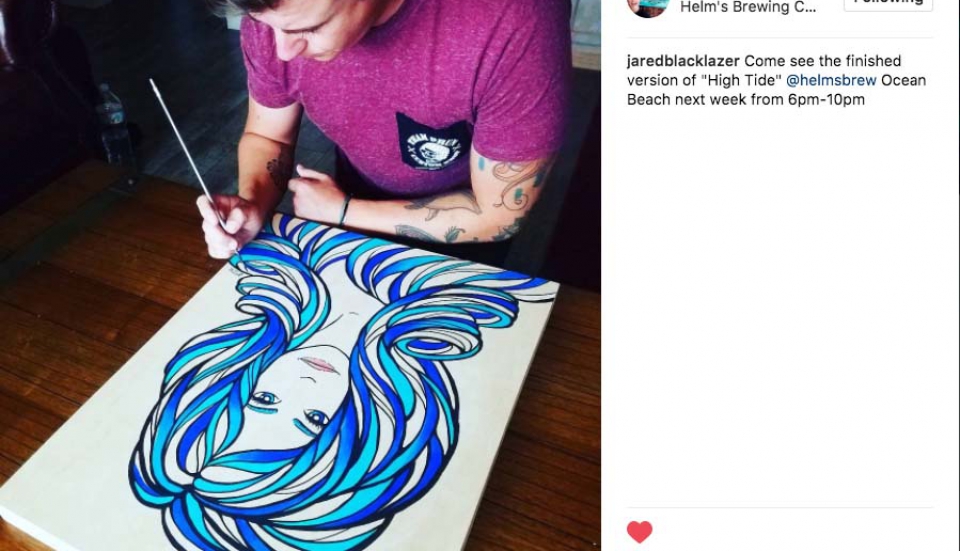 Helm's Brewing C...
Following
jaredblacklazer Come see the finished
version of "High Tide" @helmsbrew Ocean
Beach next week from 6pm-10pm